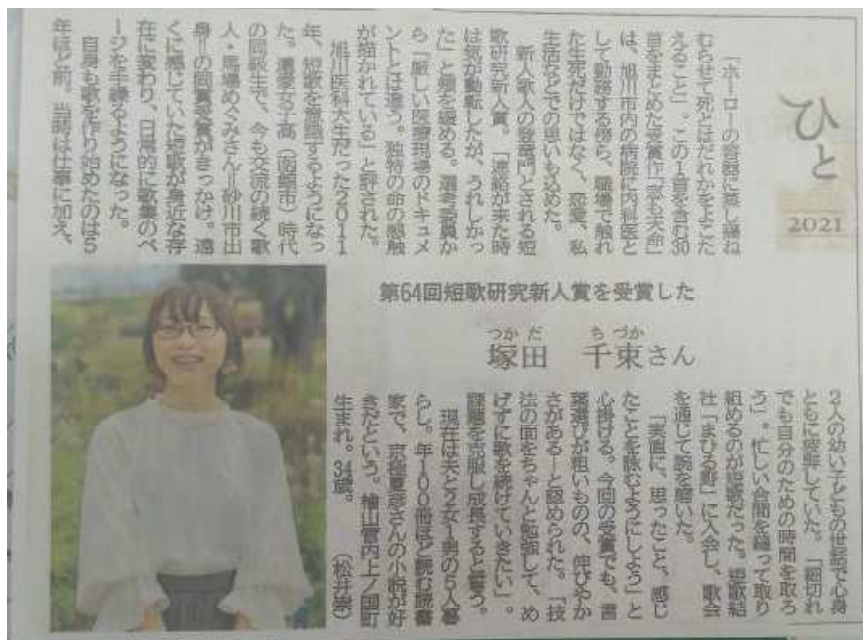 ひと
2021
「ホーローの容器に蒸し鶏ね
むらせて死とはだれかをよこた
えること」。この1首を含む30
首をまとめた受賞作「窓も天命」
は、旭川市内の病院に内科医と
して勤務する傍ら、職場で触れ
た生死だけではなく、恋愛、私
生活などでの思いも込めた。
新人歌人の登竜門とされる短
歌研究新人賞。「連絡が来た時
は気が動転したが、うれしかっ
た」と頰を緩める。選考委員か
ら「厳しい医療現場のドキュメ
ントとは違う。独特の命の感触
が描かれている」と評された。
旭川医科大生だった2011
年、短歌を意識するようになっ
た。遺愛女子高(函館市)時代
の同級生で、今も交流の続く歌
人・馬場めぐみさん=砂川市出
身=の同賞受賞がきっかけ。遠
くに感じていた短歌が身近な存
在に変わり、日常的に歌集のペ
ージを手繰るようになった。
自身も歌を作り始めたのは5
年ほど前。当時は仕事に加え、
第64回短歌研究新人賞を受賞した
つかだ ちづか
塚田 千束さん
2人の幼い子どもの世話で心身
ともに疲弊していた。「細切れ
でも自分のための時間を取ろ
う」。忙しい合間を縫って取り
組めるのが短歌だった。短歌結
社「まひる野」に入会し、歌会
を通じて腕を磨いた。
「実直に、思ったこと、感じ
たことを詠むようにしよう」と
心掛ける。今回の受賞でも、言
葉選びが粗いものの、伸びやか
さがある―と認められた。「技
法の面をちゃんと勉強して、め
げずに歌を続けていきたい」。
課題を克服し成長すると誓う。
現在は夫と2女1男の5人暮
らし。年100冊ほど読む読書
家で、京極夏彦さんの小説が好
きだという。檜山管内上ノ国町
生まれ。34歳。
(松井崇)